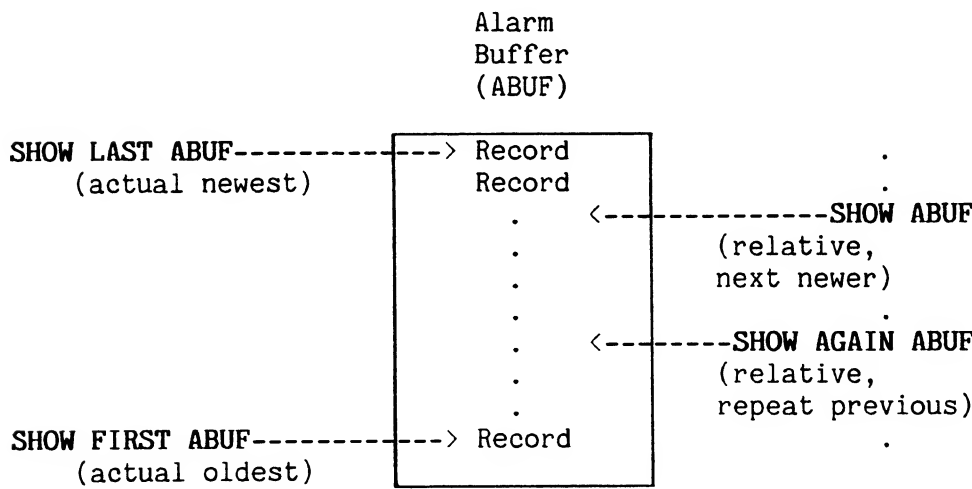 Alarm
Buffer
(ABUF)
SHOW LAST ABUF-------------> Record
(actual newest) Record
.
.
. <--------------SHOW ABUF
. (relative,
. next newer)
.
. <--------SHOW AGAIN ABUF
. (relative,
. repeat previous)
SHOW FIRST ABUF------------> Record .
(actual oldest)